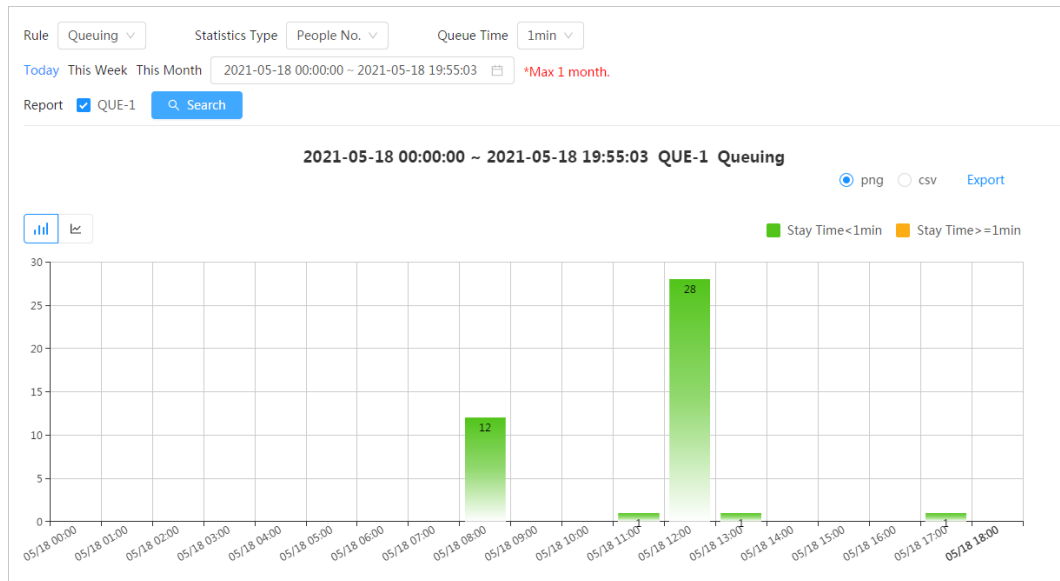 Rule Queuing Statistics Type People No. Queue Time 1min
Today This Week This Month 2021-05-18 00:00:00 ~ 2021-05-18 19:55:03 *Max 1 month.
Report QUE-1 Search
2021-05-18 00:00:00 ~ 2021-05-18 19:55:03 QUE-1 Queuing
png csv Export
Stay Time<1min Stay Time>=1min
30
28
25
20
15
12
10
5
1 1 1
0
05/18 00:00 05/18 01:00 05/18 02:00 05/18 03:00 05/18 04:00 05/18 05:00 05/18 06:00 05/18 07:00 05/18 08:00 05/18 09:00 05/18 10:00 05/18 11:00 05/18 12:00 05/18 13:00 05/18 14:00 05/18 15:00 05/18 16:00 05/18 17:00 05/18 18:00